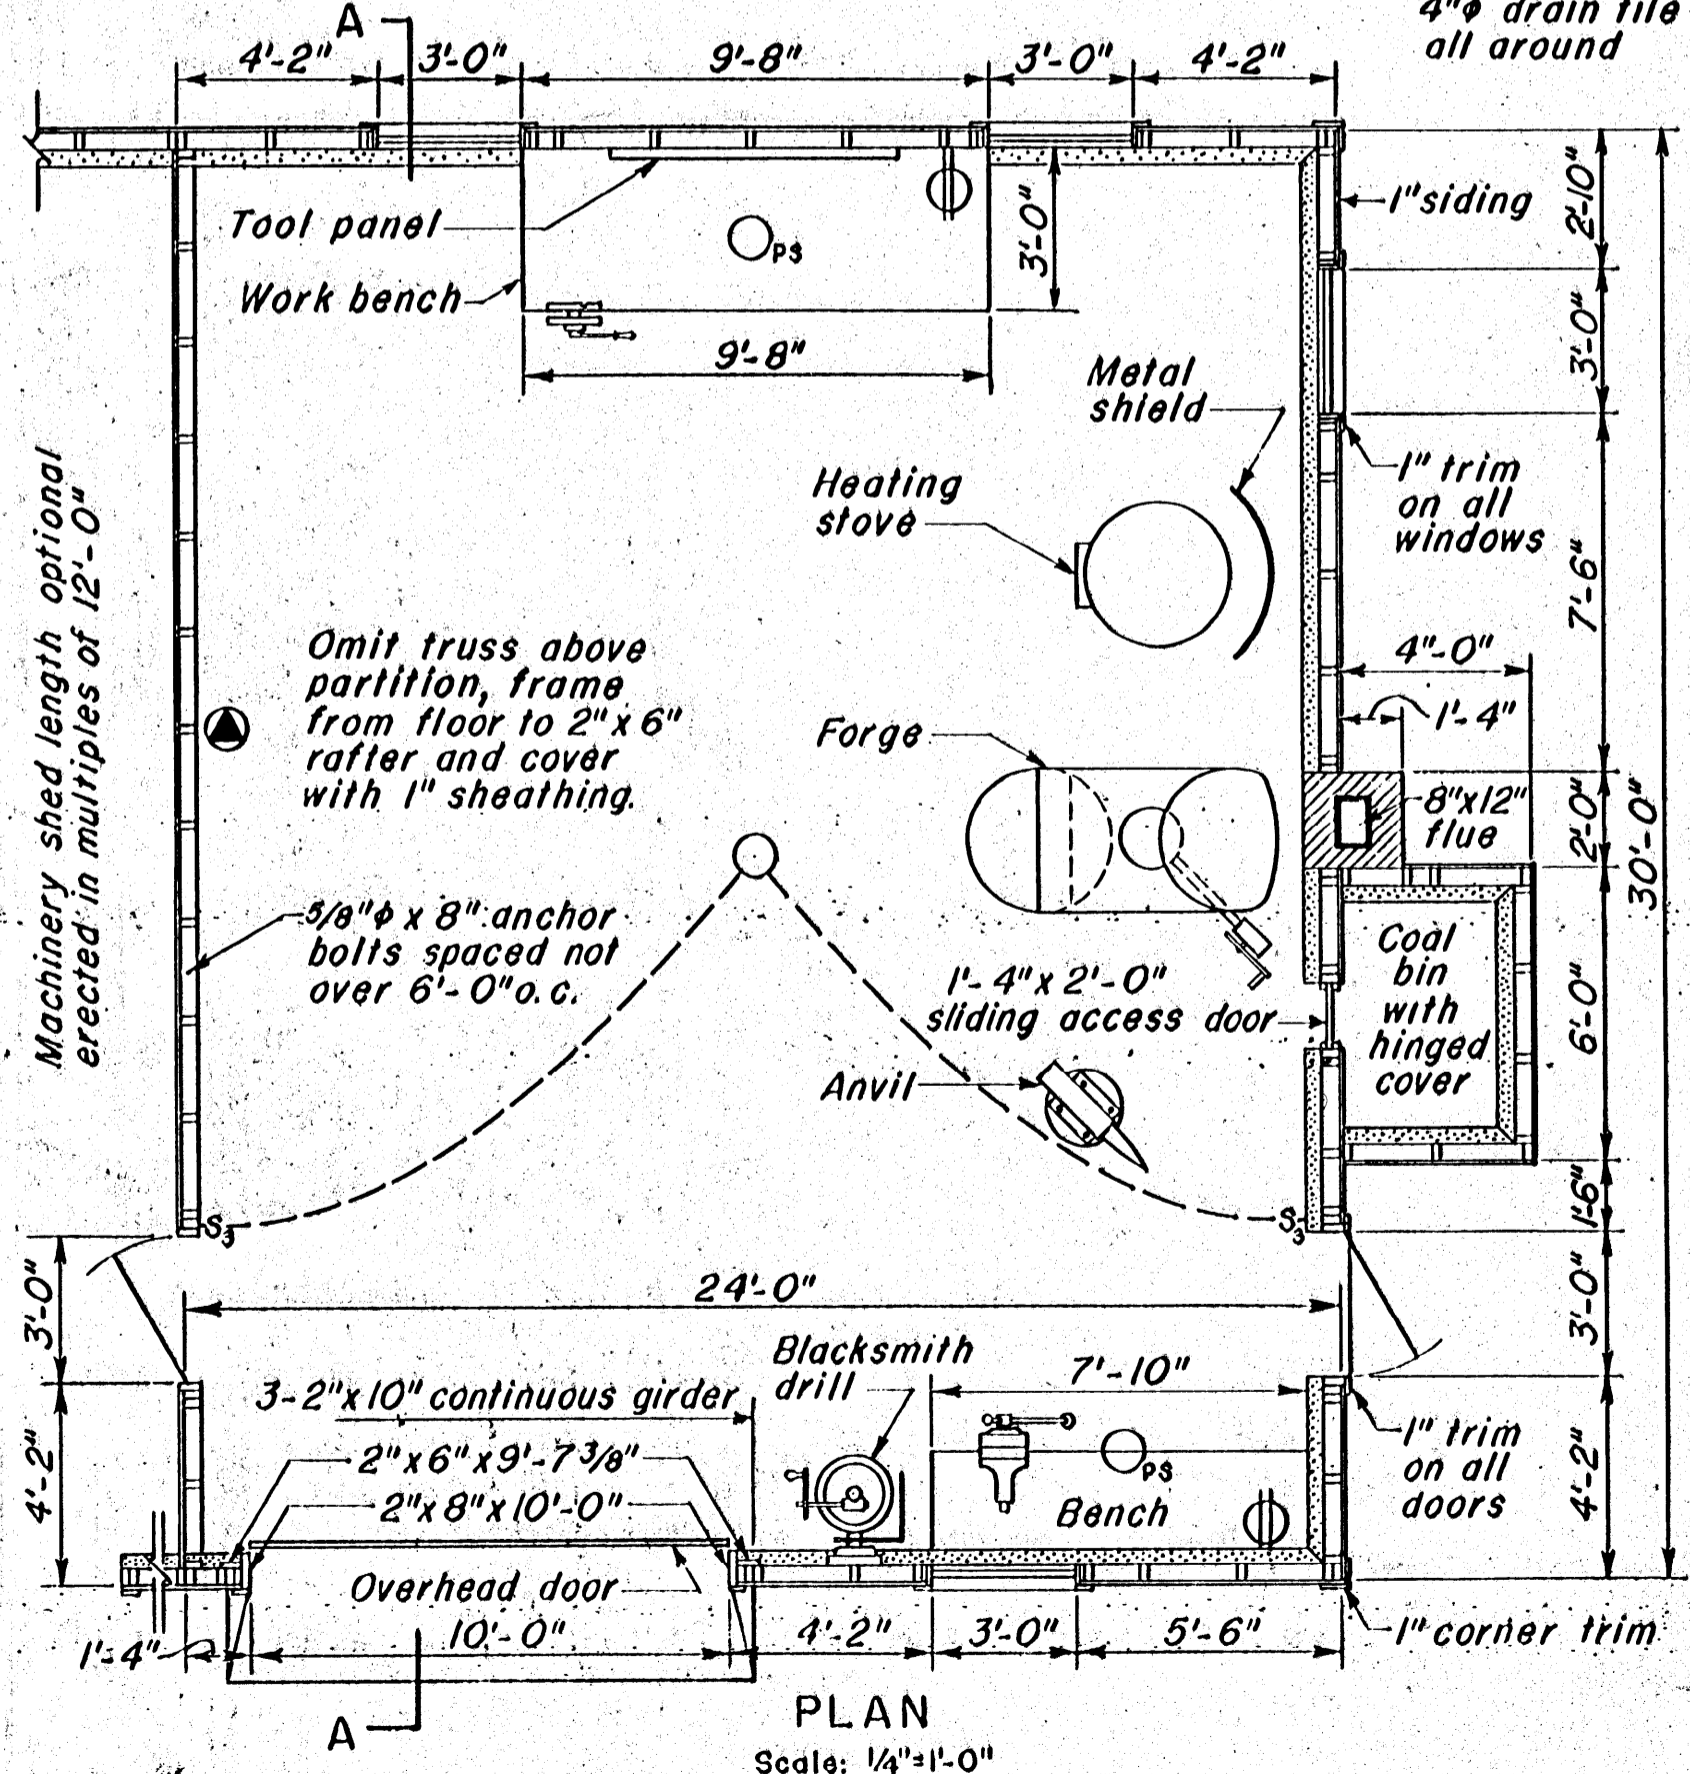 4"φ drain tile
all around
A
4'-2"
3'-0"
9'-8"
3'-0"
4'-2"
Tool panel
Work bench
PS
3'-0"
9'-8"
1" siding
2'-10"
3'-0"
Metal
shield
Heating
stove
1" trim
on all
windows
7'-6"
Machinery shed length optional
erected in multiples of 12'-0"
Omit truss above
partition, frame
from floor to 2" x 6"
rafter and cover
with 1" sheathing.
Forge
4"-0"
1'-4"
8"x12"
flue
2'-0"
30'-0"
5/8"φ x 8" anchor
bolts spaced not
over 6'-0" o.c.
1'-4" x 2'-0"
sliding access door
Coal
bin
with
hinged
cover
6'-0"
Anvil
S3
S3
1'-6"
3'-0"
24'-0"
3'-0"
Blacksmith
drill
7'-10"
3-2"x10" continuous girder
2"x6"x9'-7 3/8"
2"x8"x10'-0"
4'-2"
PS
Bench
1" trim
on all
doors
4'-2"
Overhead door
1'-4"
10'-0"
4'-2"
3'-0"
5'-6"
1" corner trim
A
PLAN
Scale: 1/4"=1'-0"